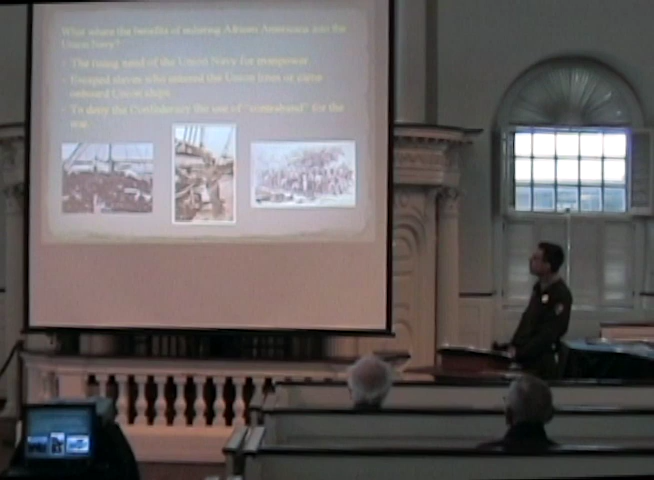 What where the benefits of enlisting African Americans into the
Union Navy?
The rising need of the Union Navy for manpower
Escaped slaves who entered the Union lines or came
onboard Union ships
To deny the Confederacy the use of "contraband" for the
war